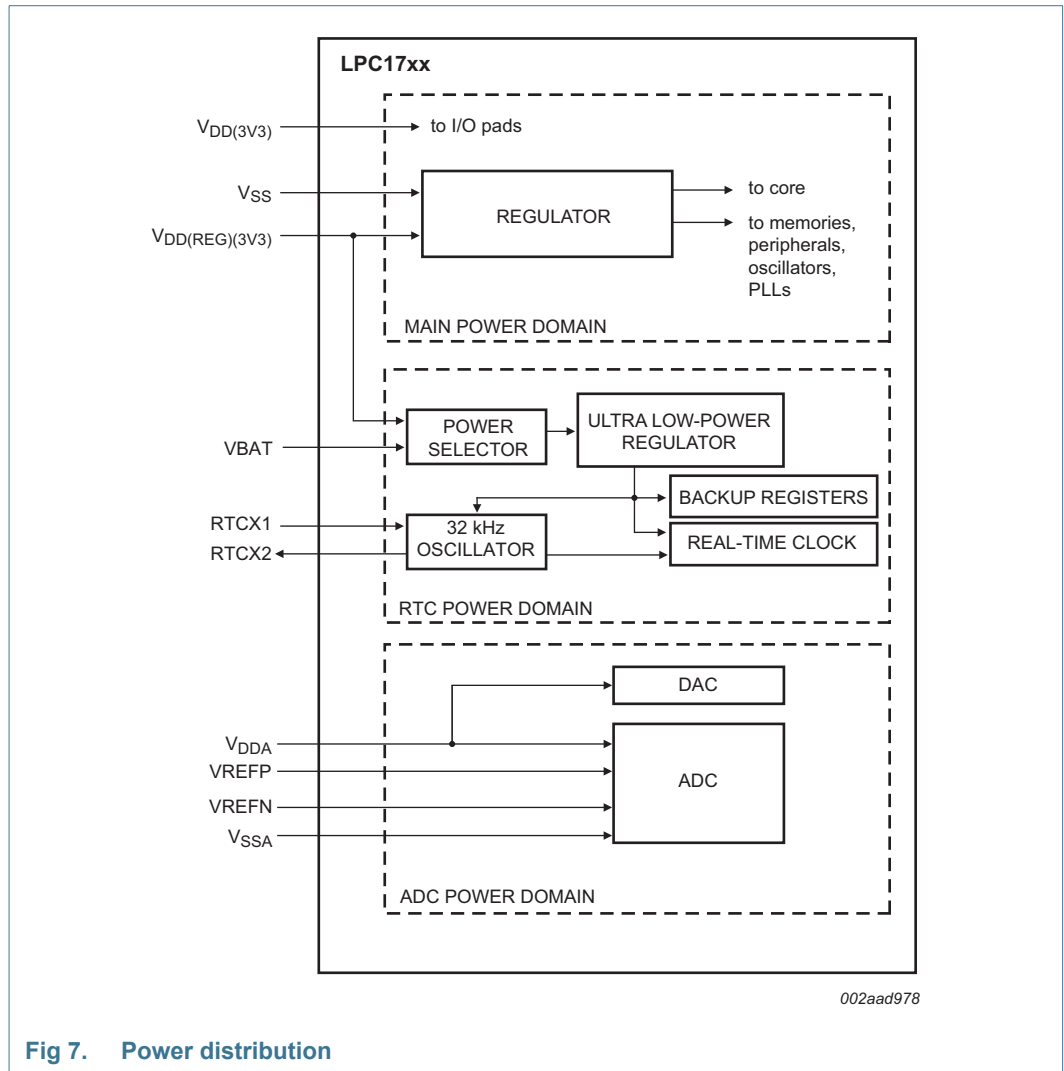 LPC17xx
VDD(3V3)
to I/O pads
VSS
REGULATOR
to core
VDD(REG)(3V3)
to memories,
peripherals,
oscillators,
PLLs
MAIN POWER DOMAIN
POWER
SELECTOR
ULTRA LOW-POWER
REGULATOR
VBAT
BACKUP REGISTERS
RTCX1
32 kHz
OSCILLATOR
RTCX2
REAL-TIME CLOCK
RTC POWER DOMAIN
DAC
VDDA
VREFP
ADC
VREFN
VSSA
ADC POWER DOMAIN
002aad978
Fig 7. Power distribution